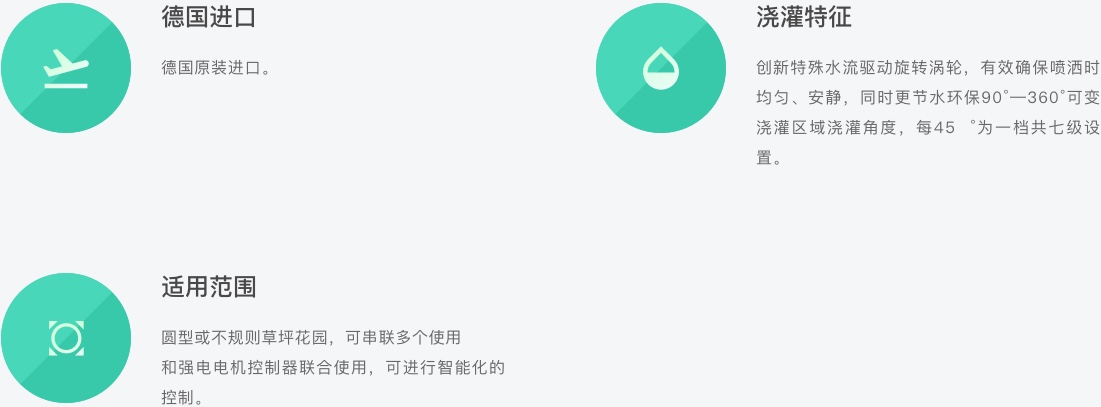 德国进口
德国原装进口。
浇灌特征
创新特殊水流驱动旋转涡轮，有效确保喷洒时
均匀、安静，同时更节水环保90°—360°可变
浇灌区域浇灌角度，每45 °为一档共七级设
置。
适用范围
圆型或不规则草坪花园，可串联多个使用
和强电电机控制器联合使用，可进行智能化的
控制。